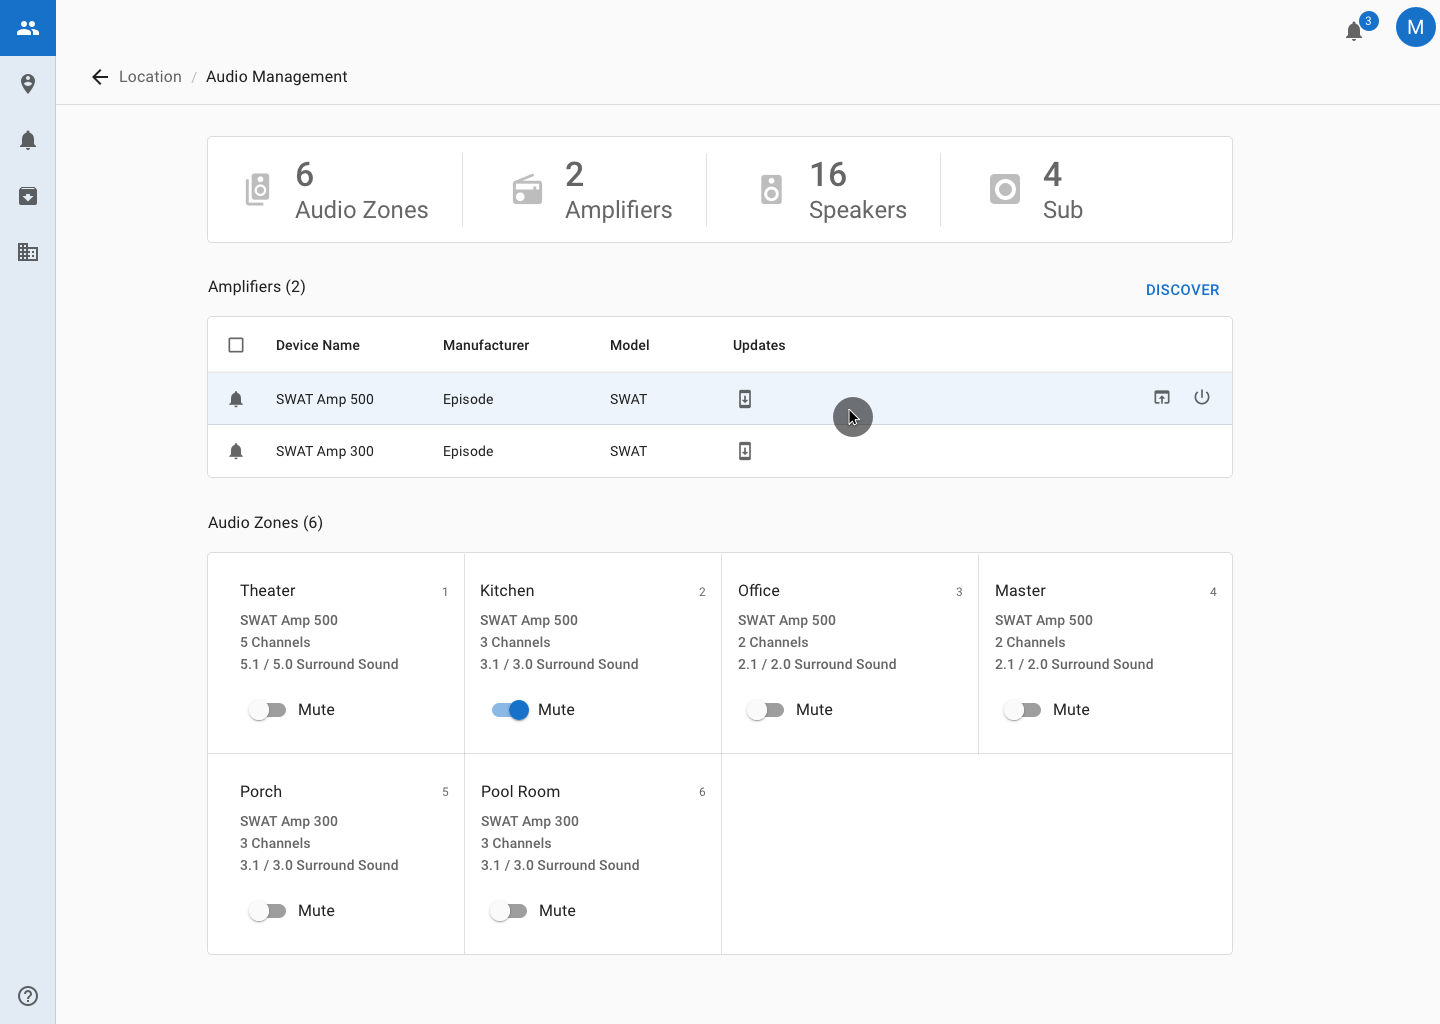 3
M
Location / Audio Management
6
Audio Zones
2
Amplifiers
16
Speakers
4
Sub
Amplifiers (2)
DISCOVER
Device Name Manufacturer Model Updates
SWAT Amp 500 Episode SWAT
SWAT Amp 300 Episode SWAT
Audio Zones (6)
Theater 1
SWAT Amp 500
5 Channels
5.1 / 5.0 Surround Sound
Mute
Kitchen 2
SWAT Amp 500
3 Channels
3.1 / 3.0 Surround Sound
Mute
Office 3
SWAT Amp 500
2 Channels
2.1 / 2.0 Surround Sound
Mute
Master 4
SWAT Amp 500
2 Channels
2.1 / 2.0 Surround Sound
Mute
Porch 5
SWAT Amp 300
3 Channels
3.1 / 3.0 Surround Sound
Mute
Pool Room 6
SWAT Amp 300
3 Channels
3.1 / 3.0 Surround Sound
Mute